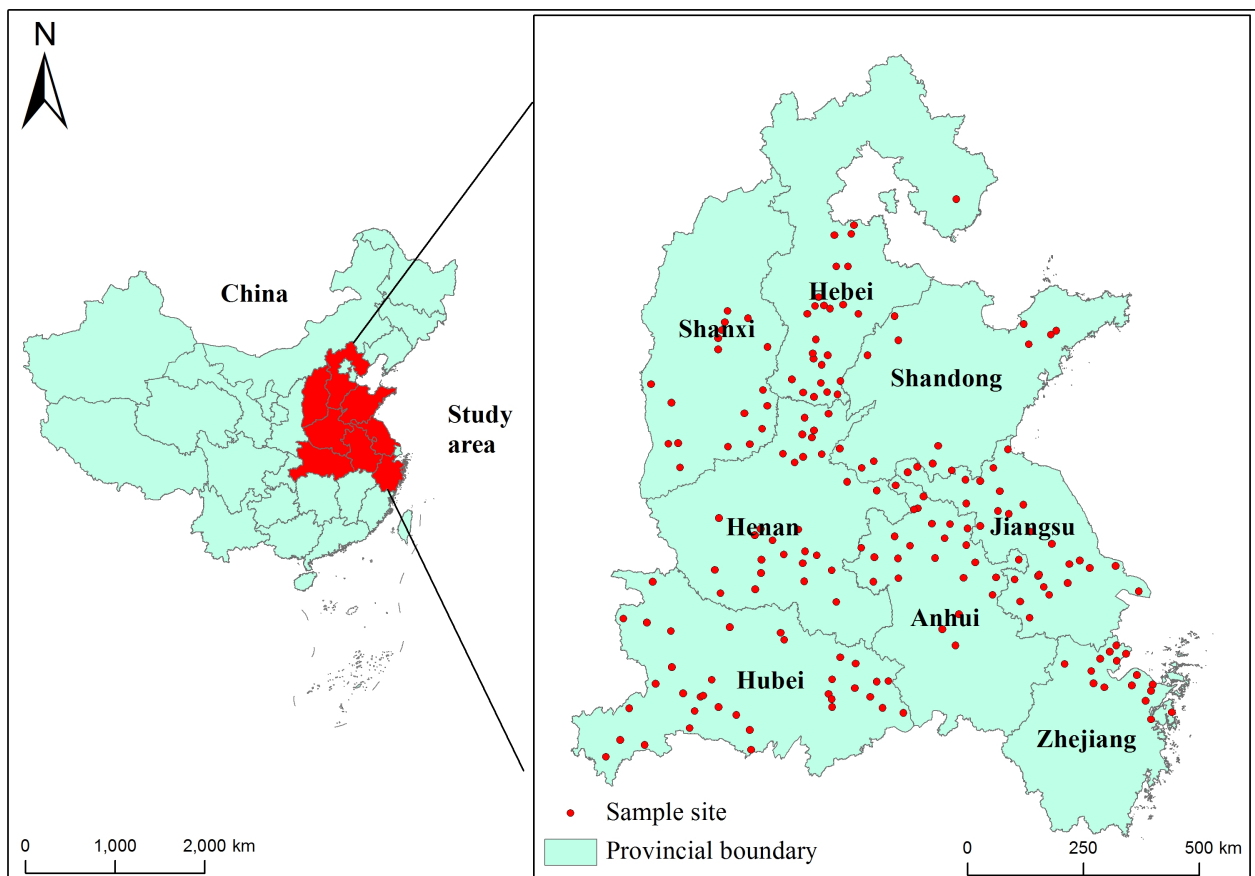 N
China
Study
area
0 1,000 2,000 km
Hebei
Shanxi
Shandong
Henan
Jiangsu
Anhui
Hubei
Zhejiang
Sample site
Provincial boundary
0 250 500 km